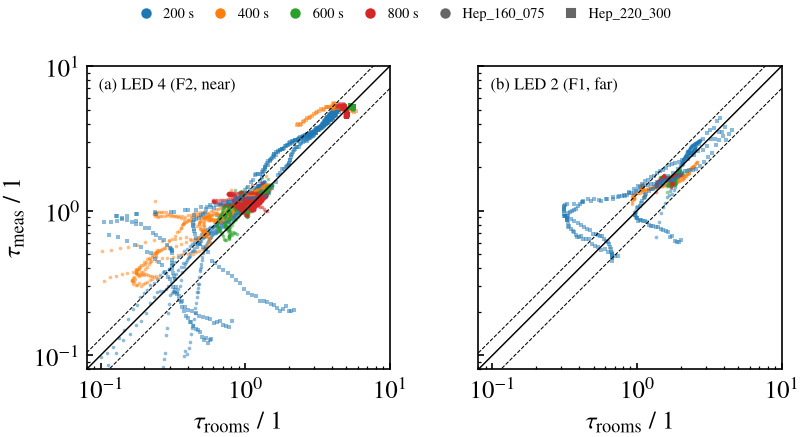 200 s 400 s 600 s 800 s Hep_160_075 Hep_220_300
(a) LED 4 (F2, near)
(b) LED 2 (F1, far)
10¹
10⁰
10⁻¹
τmeas / 1
10⁻¹ 10⁰ 10¹
10⁻¹ 10⁰ 10¹
τrooms / 1
τrooms / 1